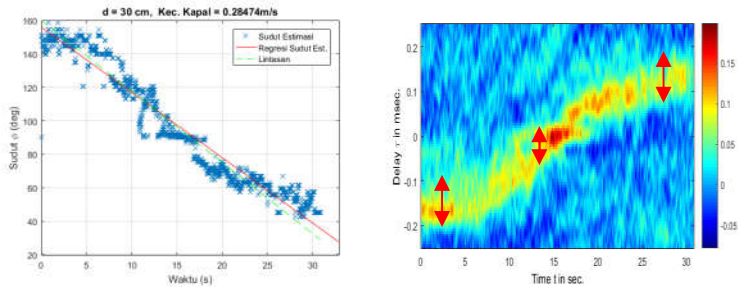 d = 30 cm, Kec. Kapal = 0.28474m/s
Sudut Estimasi
Regresi Sudut Est.
Lintasan
Sudut ϕ (deg)
160
140
120
100
80
60
40
20
0 5 10 15 20 25 30
Waktu (s)
Delay τ in msec.
0.2
0.1
0
-0.1
-0.2
0 5 10 15 20 25 30
Time t in sec.
0.15
0.1
0.05
0
-0.05